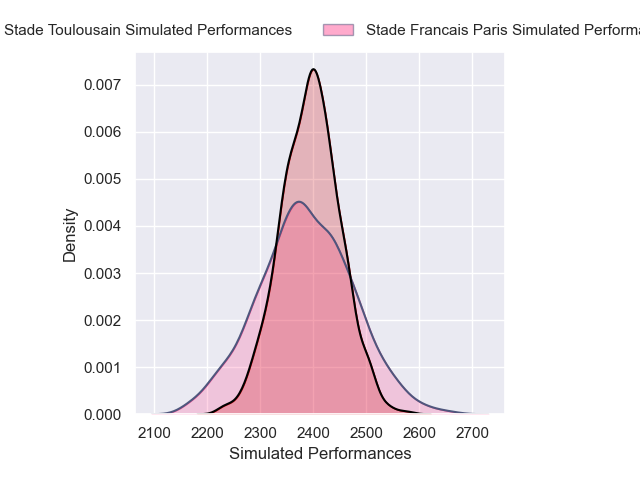 Stade Toulousain Simulated Performances
Stade Francais Paris Simulated Performa
0.007
0.006
0.005
0.004
0.003
0.002
0.001
0.000
Density
2100 2200 2300 2400 2500 2600 2700
Simulated Performances